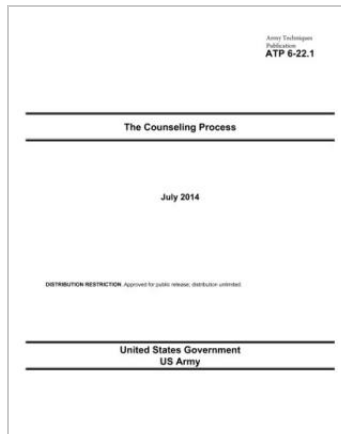 Army Techniques
Publication
ATP 6-22.1
The Counseling Process
July 2014
DISTRIBUTION RESTRICTION. Approved for public release; distribution unlimited.
United States Government
US Army